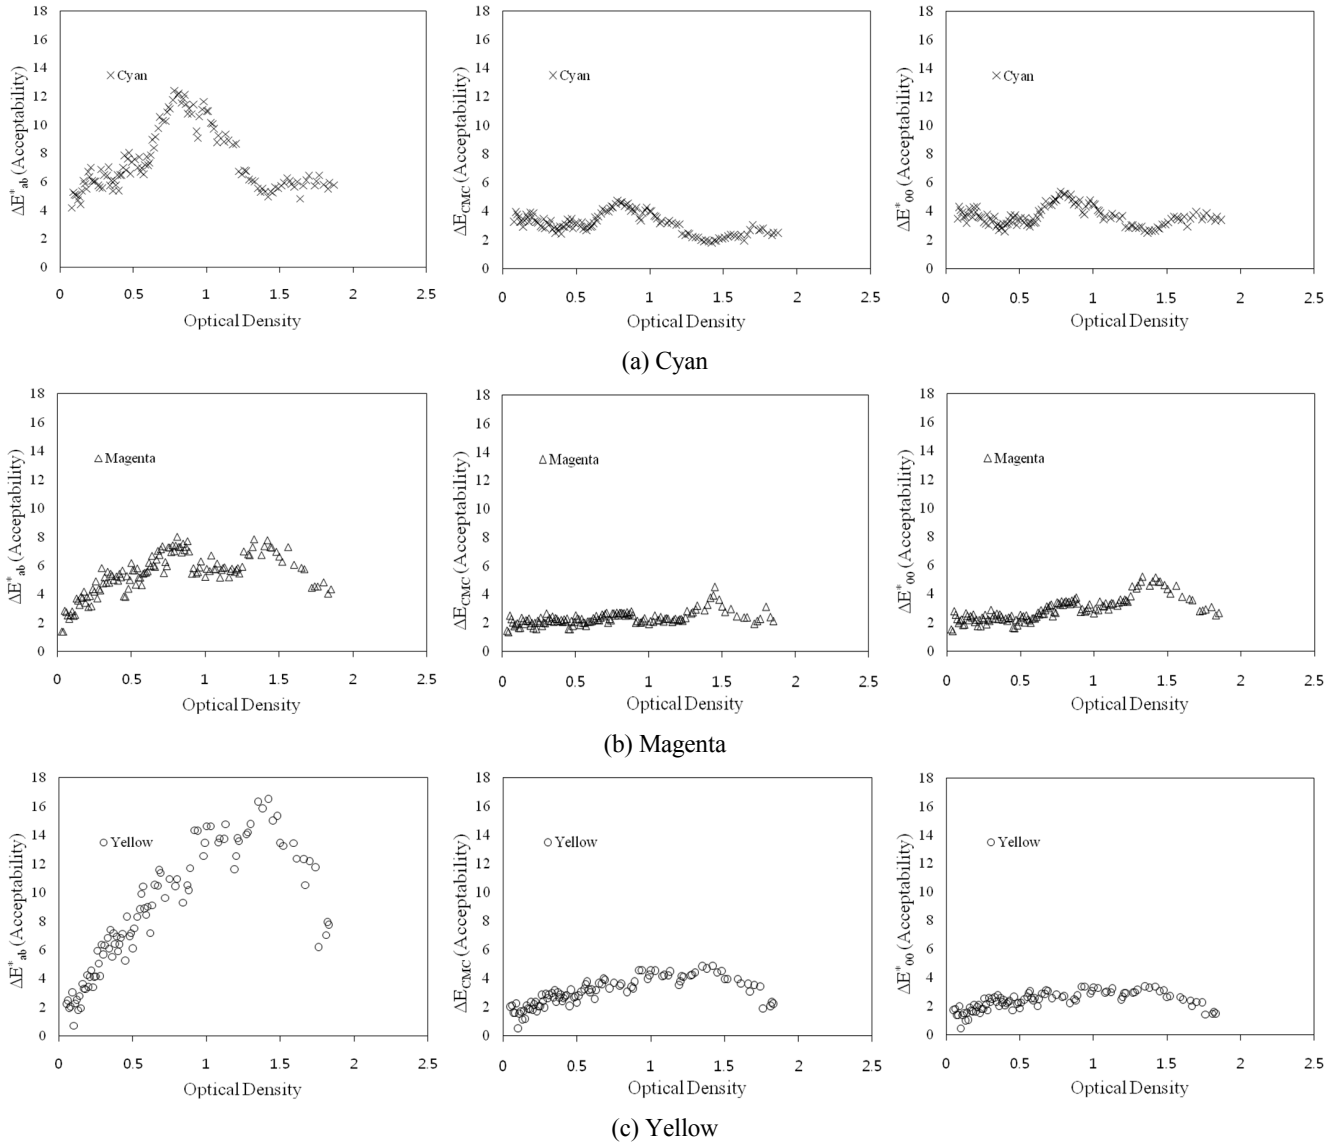 18
16
14
12
10
8
6
4
2
0
ΔE*ab (Acceptability)
Cyan
0 0.5 1 1.5 2 2.5
Optical Density
18
16
14
12
10
8
6
4
2
0
ΔECMC (Acceptability)
Cyan
0 0.5 1 1.5 2 2.5
Optical Density
18
16
14
12
10
8
6
4
2
0
ΔE*00 (Acceptability)
Cyan
0 0.5 1 1.5 2 2.5
Optical Density
(a) Cyan
18
16
14
12
10
8
6
4
2
0
ΔE*ab (Acceptability)
Magenta
0 0.5 1 1.5 2 2.5
Optical Density
18
16
14
12
10
8
6
4
2
0
ΔECMC (Acceptability)
Magenta
0 0.5 1 1.5 2 2.5
Optical Density
18
16
14
12
10
8
6
4
2
0
ΔE*00 (Acceptability)
Magenta
0 0.5 1 1.5 2 2.5
Optical Density
(b) Magenta
18
16
14
12
10
8
6
4
2
0
ΔE*ab (Acceptability)
Yellow
0 0.5 1 1.5 2 2.5
Optical Density
18
16
14
12
10
8
6
4
2
0
ΔECMC (Acceptability)
Yellow
0 0.5 1 1.5 2 2.5
Optical Density
18
16
14
12
10
8
6
4
2
0
ΔE*00 (Acceptability)
Yellow
0 0.5 1 1.5 2 2.5
Optical Density
(c) Yellow